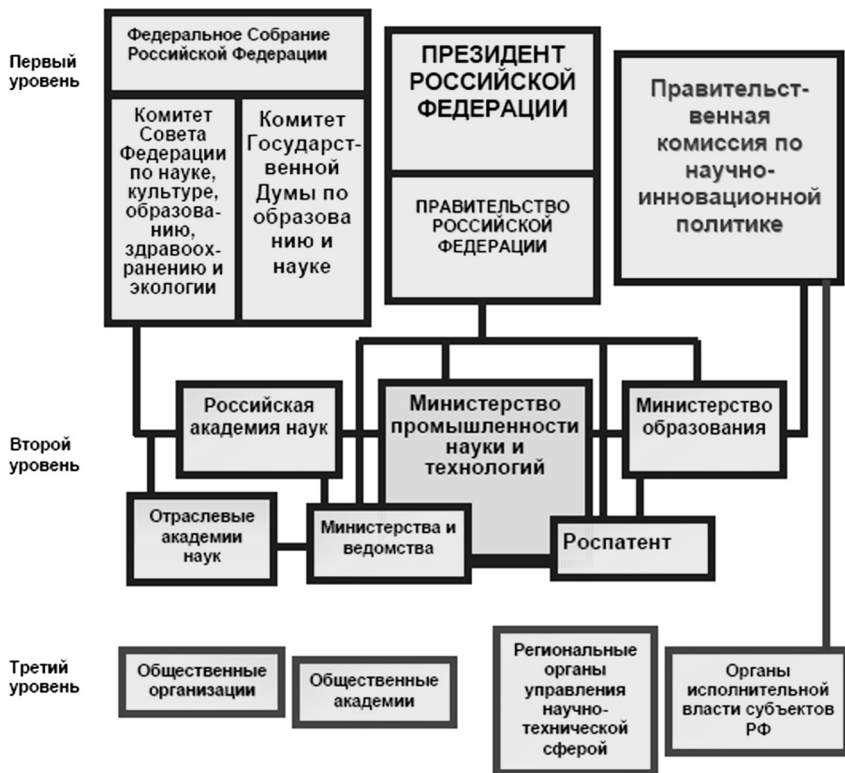 Первый
уровень
Федеральное Собрание
Российской Федерации
Комитет
Совета
Федерации
по науке,
культуре,
образова-
нию,
здравоох-
ранению и
экологии
Комитет
Государст-
венной
Думы по
образова
нию и
науке
ПРЕЗИДЕНТ
РОССИЙСКОЙ
ФЕДЕРАЦИИ
ПРАВИТЕЛЬСТВО
РОССИЙСКОЙ
ФЕДЕРАЦИИ
Правительст-
венная
комиссия по
научно-
инновационной
политике
Второй
уровень
Российская
академия наук
Министерство
промышленности
науки и
технологий
Министерство
образования
Отраслевые
академии
наук
Министерства и
ведомства
Роспатент
Третий
уровень
Общественные
организации
Общественные
академии
Региональные
органы
управления
научно-
технической
сферой
Органы
исполнительной
власти субъектов
РФ